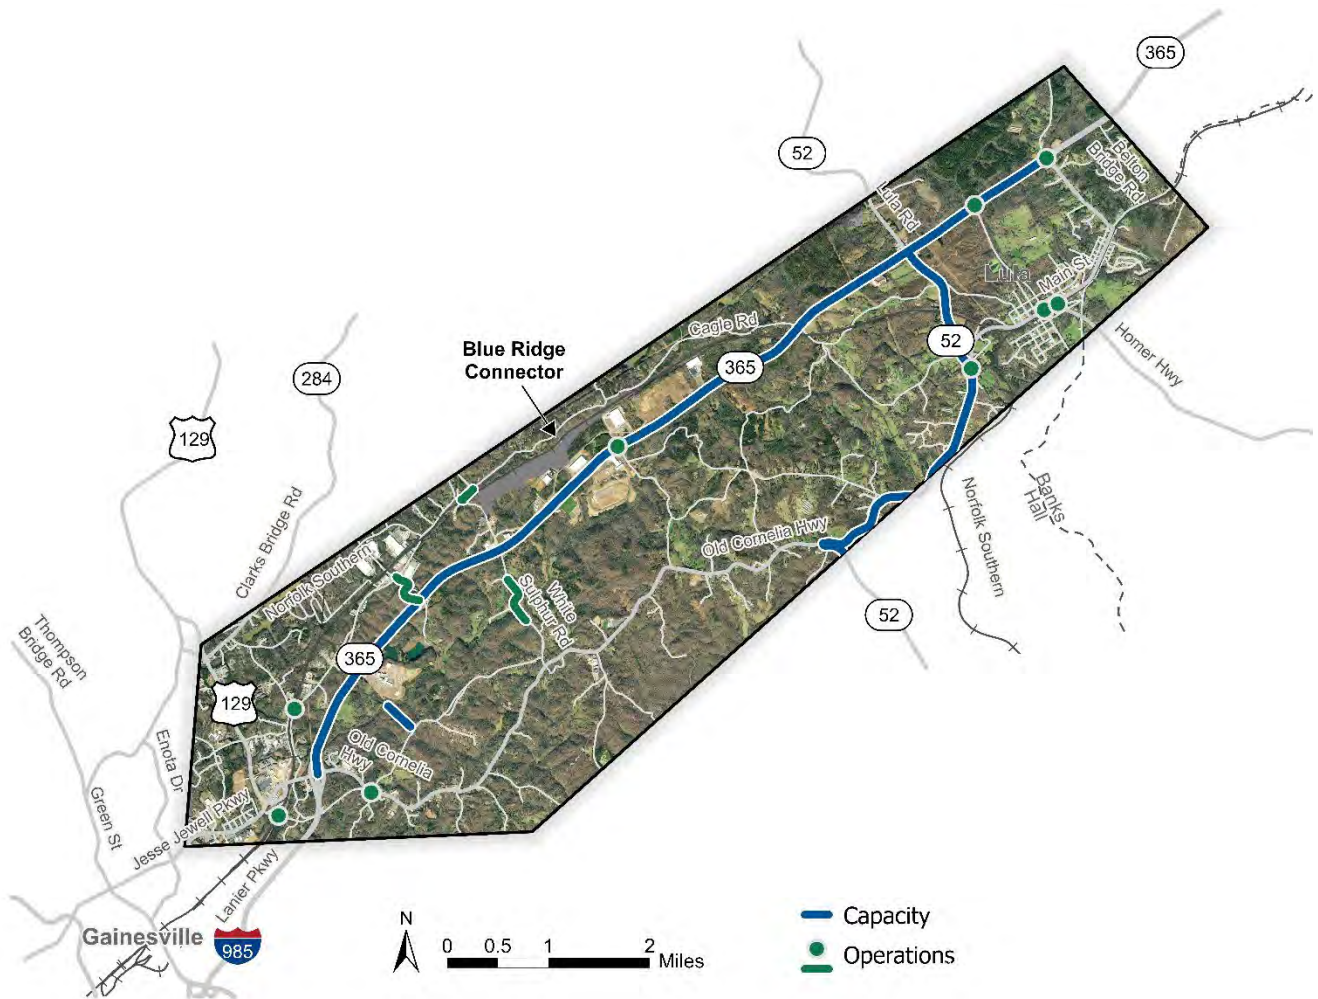 365
52
Lula Rd
Belton
Bridge Rd
Lula
Main St
Cagle Rd
52
Homer Hwy
Blue Ridge
Connector
365
284
129
Clarks Bridge Rd
Norfolk Southern
Old Cornelia Hwy
Norfolk Southern
Banks
Hall
White
Sulphur Rd
52
Thompson
Bridge Rd
365
129
Enota Dr
Old Cornelia
Hwy
Green St
Jesse Jewell Pkwy
Lanier Pkwy
Gainesville
985
N
0 0.5 1 2
Miles
Capacity
Operations